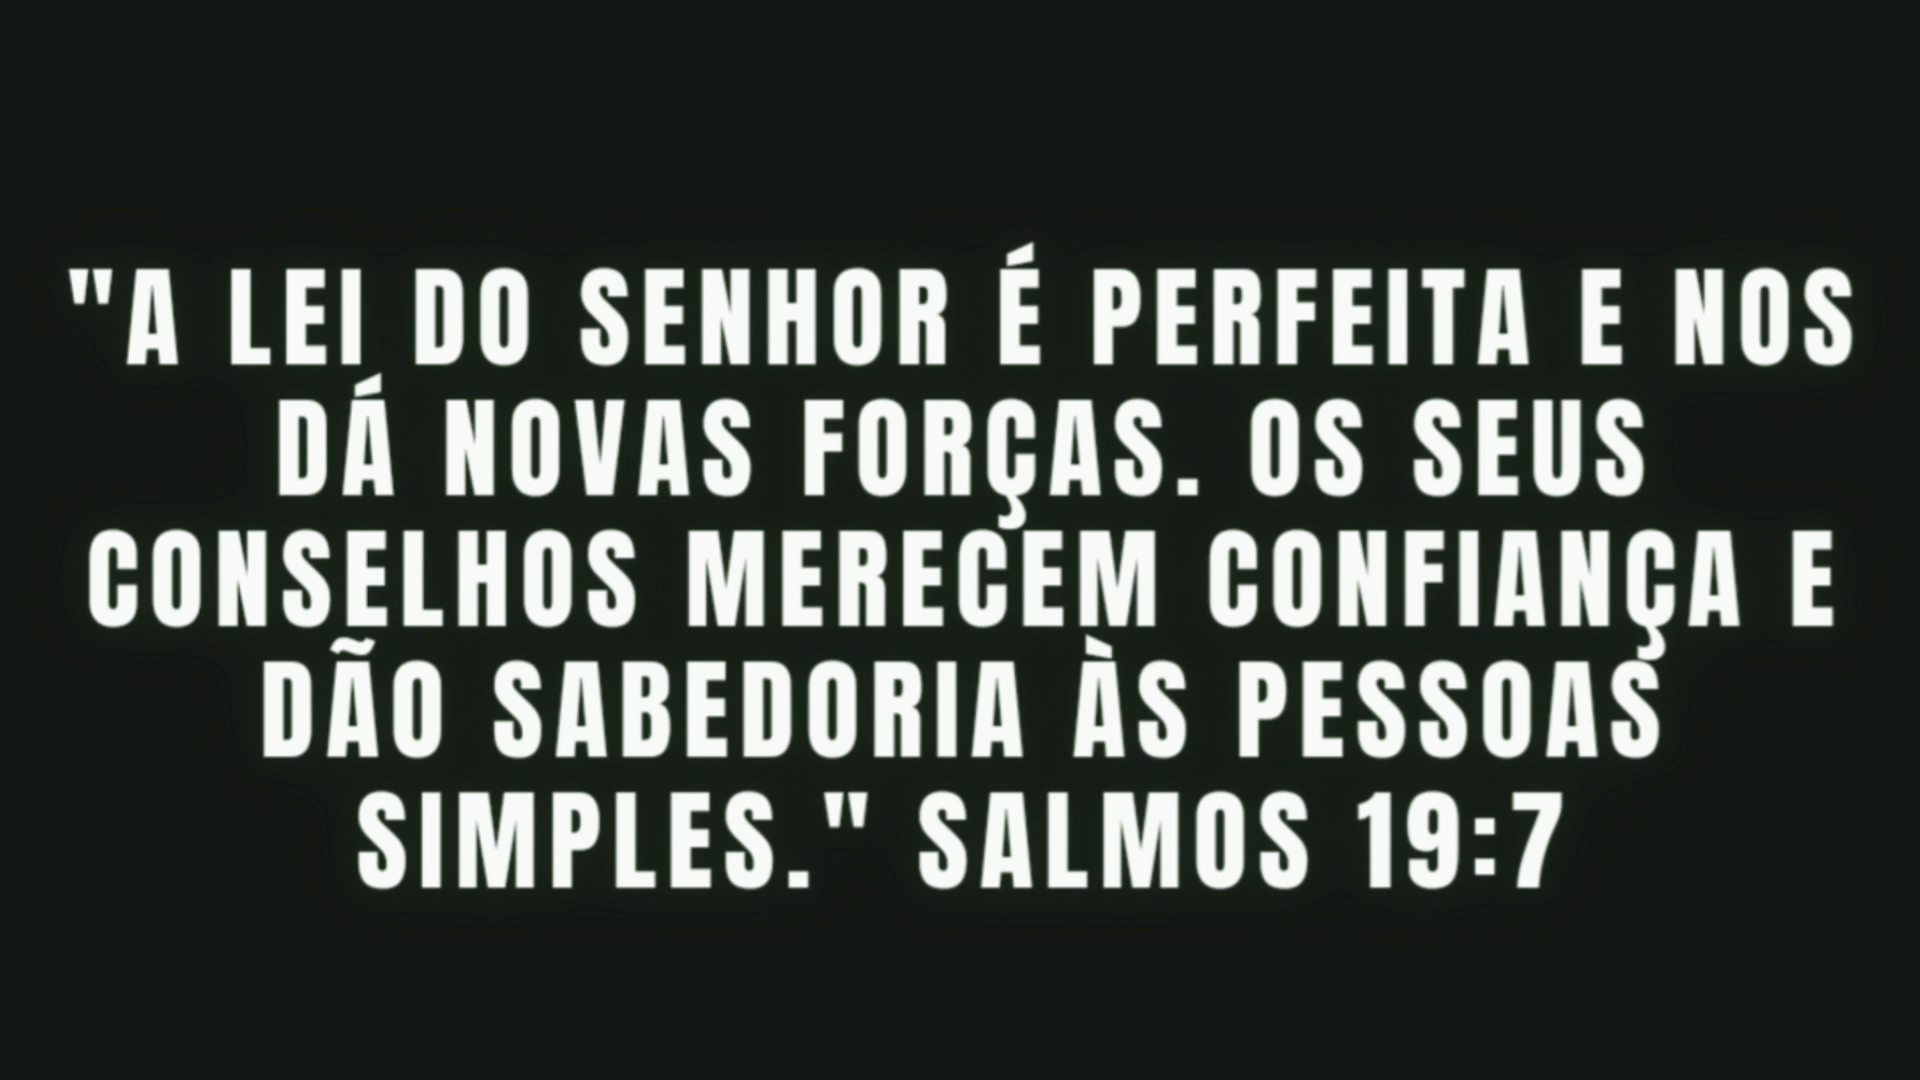 "A LEI DO SENHOR É PERFEITA E NOS
DÁ NOVAS FORÇAS. OS SEUS
CONSELHOS MERECEM CONFIANÇA E
DÃO SABEDORIA ÀS PESSOAS
SIMPLES." SALMOS 19:7